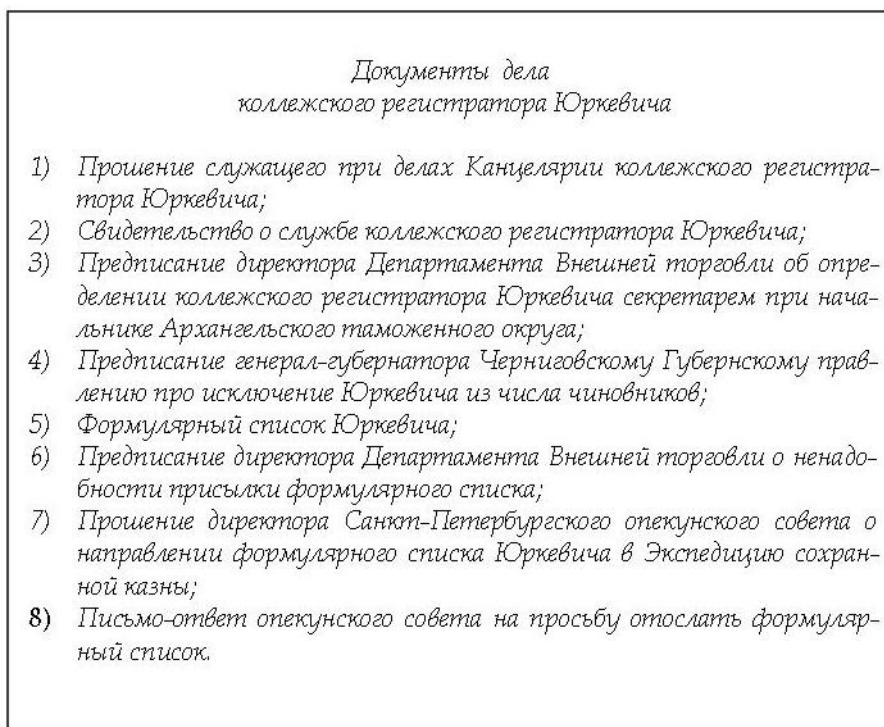 Документы дела
коллежского регистратора Юркевича
1) Прошение служащего при делах Канцелярии коллежского регистра-
тора Юркевича;
2) Свидетельство о службе коллежского регистратора Юркевича;
3) Предписание директора Департамента Внешней торговли об опре-
делении коллежского регистратора Юркевича секретарем при нача-
льнике Архангельского таможенного округа;
4) Предписание генерал-губернатора Черниговскому Губернскому прав-
лению про исключение Юркевича из числа чиновников;
5) Формулярный список Юркевича;
6) Предписание директора Департамента Внешней торговли о ненадо-
бности присылки формулярного списка;
7) Прошение директора Санкт-Петербургского опекунского совета о
направлении формулярного списка Юркевича в Экспедицию сохран-
ной казны;
8) Письмо-ответ опекунского совета на просьбу отослать формуляр-
ный список.